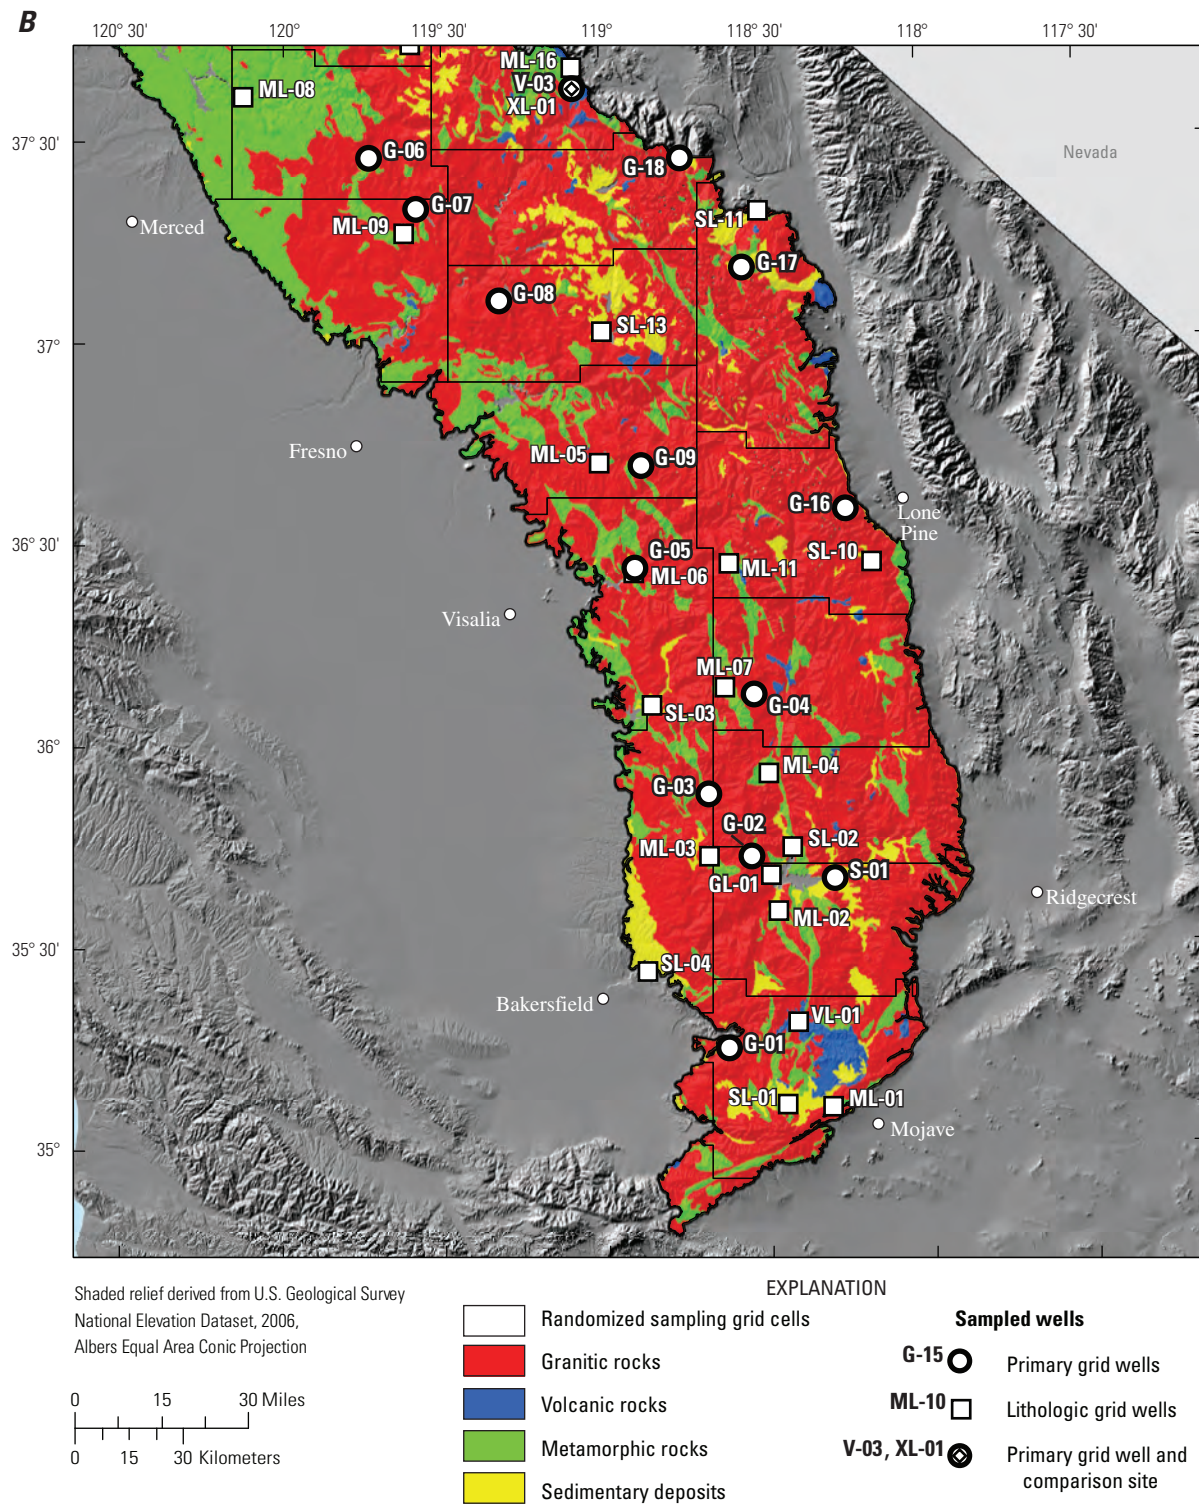 B
120° 30'
120°
119° 30'
119°
118° 30'
118°
117° 30'
ML-16
V-03
XL-01
ML-08
37° 30'
G-06
G-18
Nevada
G-07
SL-11
Merced
ML-09
G-17
G-08
SL-13
37°
Fresno
ML-05
G-09
G-16
Lone
Pine
36° 30'
G-05
ML-06
ML-11
SL-10
Visalia
ML-07
SL-03
G-04
36°
ML-04
G-03
G-02
SL-02
ML-03
GL-01
S-01
Ridgecrest
ML-02
35° 30'
SL-04
Bakersfield
VL-01
G-01
SL-01
ML-01
Mojave
35°
Shaded relief derived from U.S. Geological Survey
National Elevation Dataset, 2006,
Albers Equal Area Conic Projection
0 15 30 Miles
0 15 30 Kilometers
EXPLANATION
Randomized sampling grid cells
Granitic rocks
Volcanic rocks
Metamorphic rocks
Sedimentary deposits
Sampled wells
G-15 Primary grid wells
ML-10 Lithologic grid wells
V-03, XL-01 Primary grid well and
comparison site